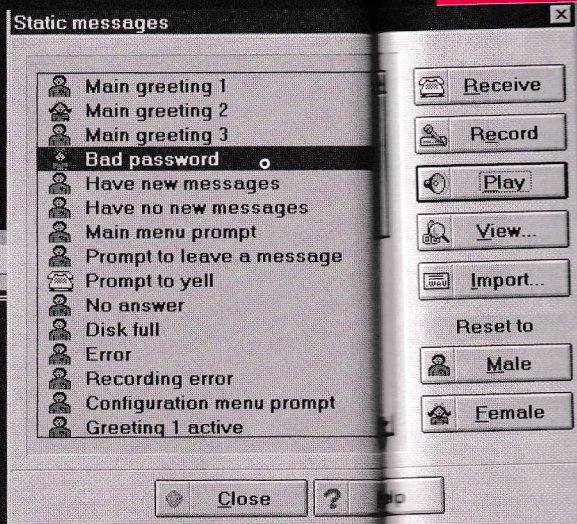 Static messages
Main greeting 1
Main greeting 2
Main greeting 3
Bad password
Have new messages
Have no new messages
Main menu prompt
Prompt to leave a message
Prompt to yell
No answer
Disk full
Error
Recording error
Configuration menu prompt
Greeting 1 active
Receive
Record
Play
View...
.WAV
Import...
Reset to
Male
Female
Close
?